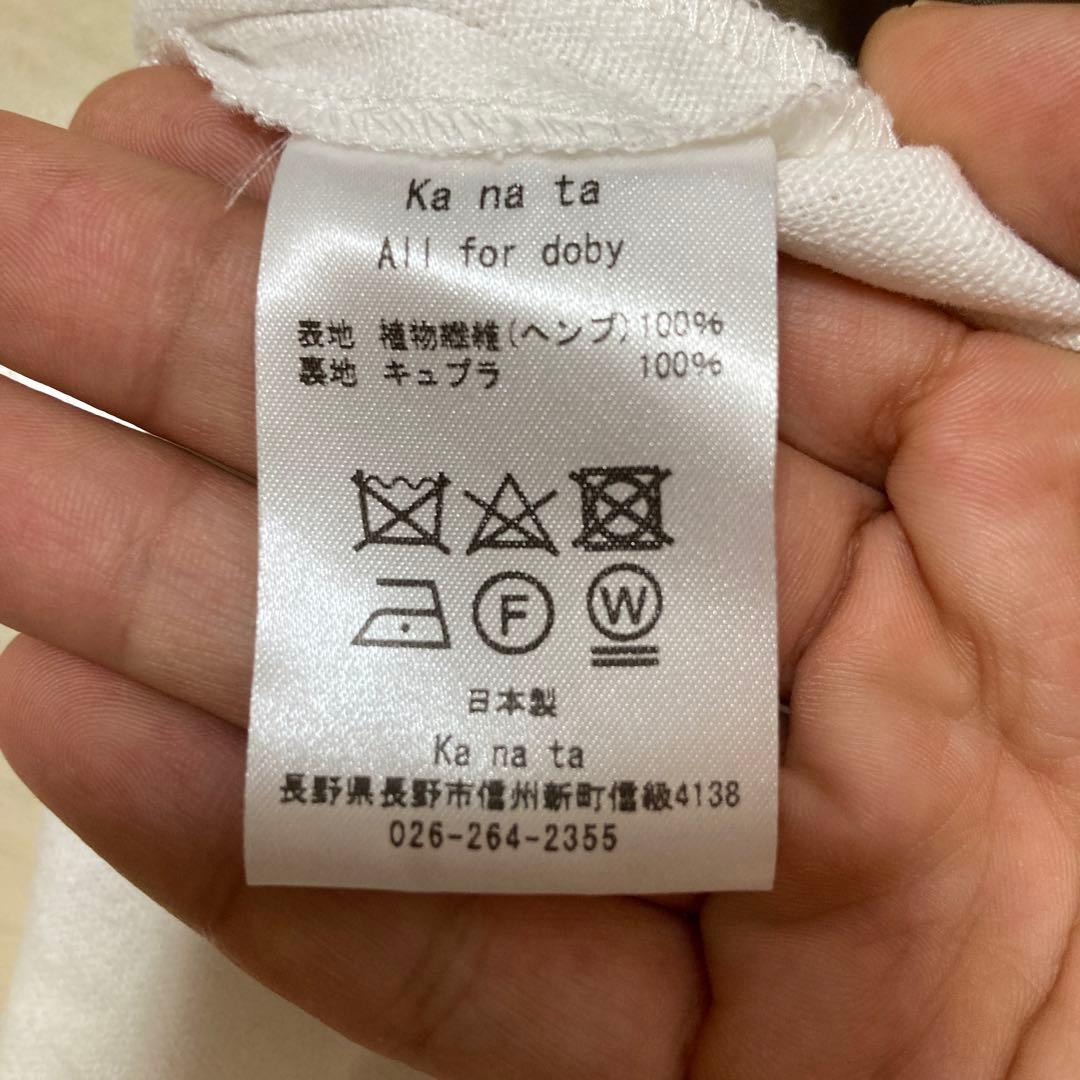 Ka na ta
All for doby
表地 植物繊維(ヘンプ)100%
裏地 キュプラ 100%
F W
日本製
Ka na ta
長野県長野市信州新町信級4138
026-264-2355